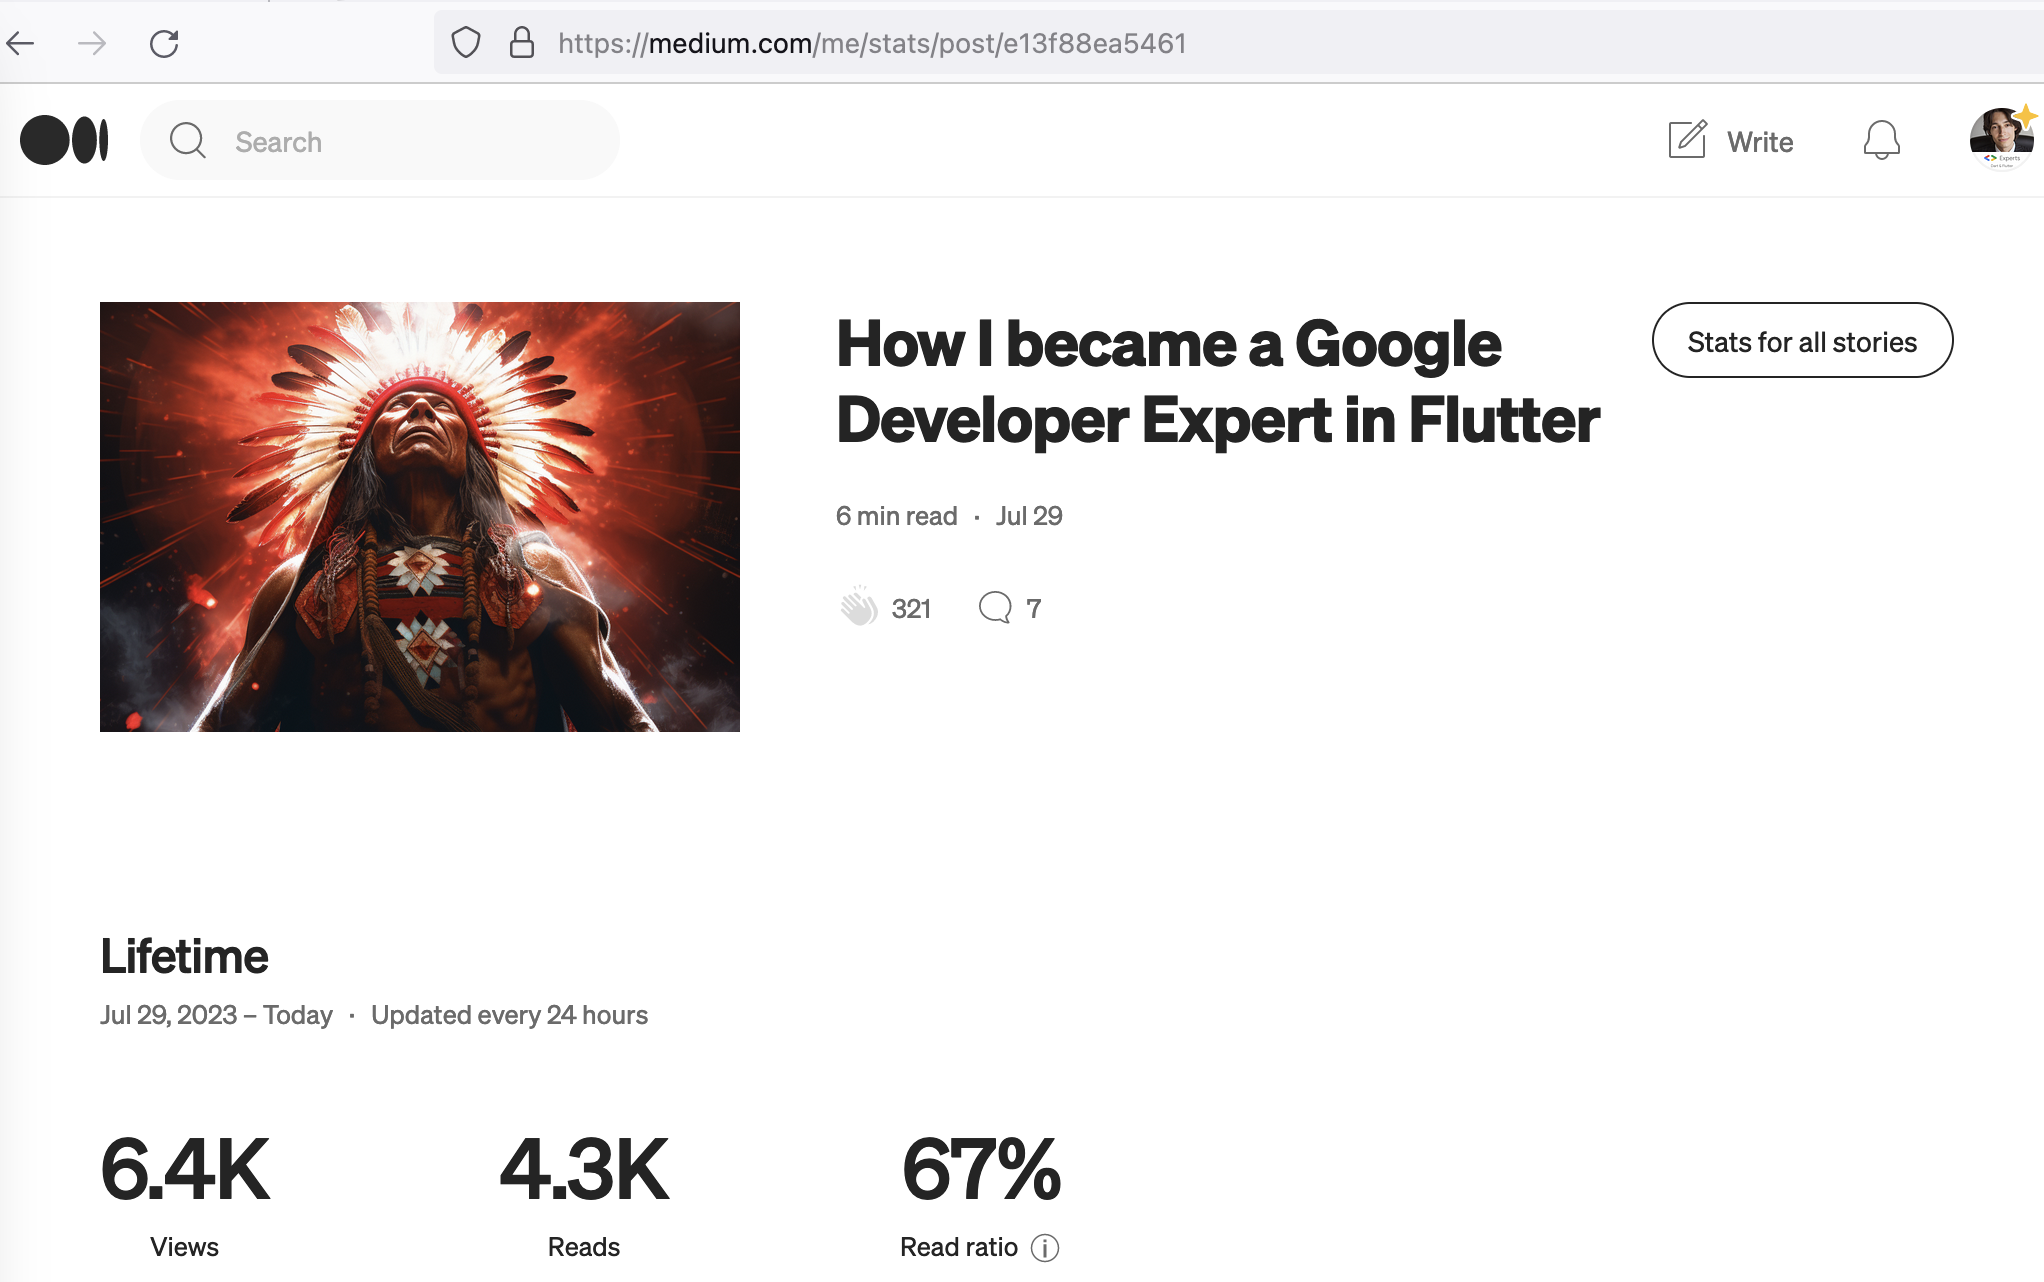 https://medium.com/me/stats/post/e13f88ea5461
Search
Write
Experts
How I became a Google
Developer Expert in Flutter
Stats for all stories
6 min read · Jul 29
321
7
Lifetime
Jul 29, 2023 – Today · Updated every 24 hours
6.4K
4.3K
67%
Views
Reads
Read ratio